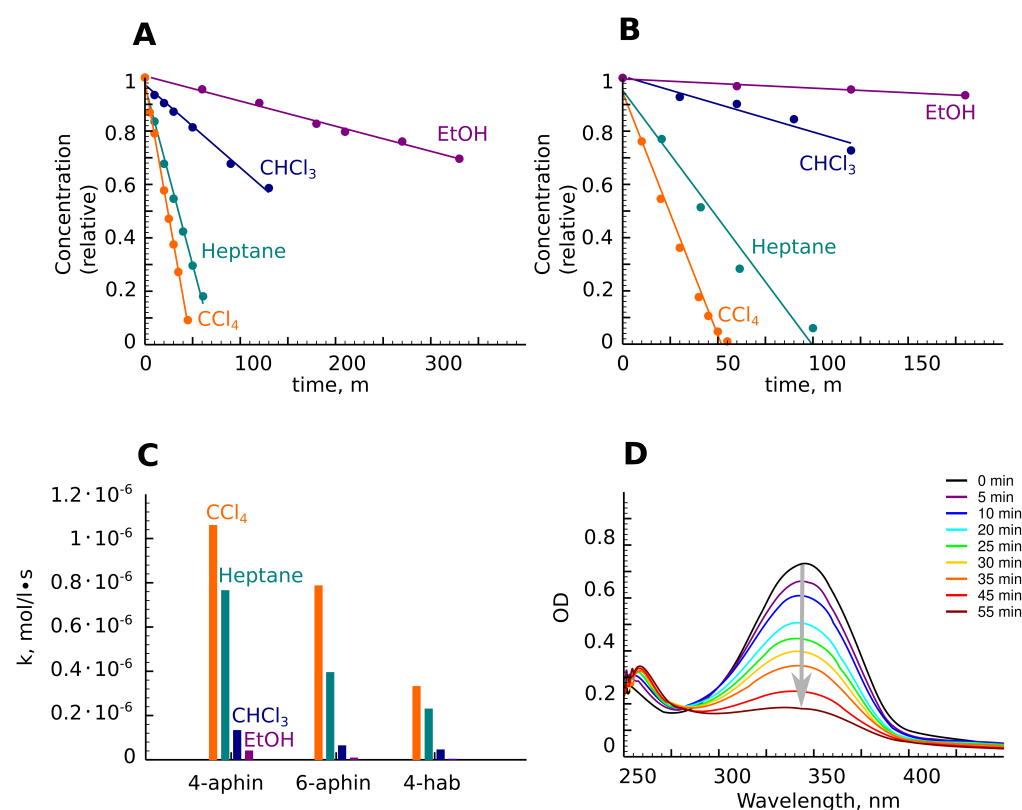 A
Concentration
(relative)
1
0.8
0.6
0.4
0.2
0
0
100
200
300
time, m
EtOH
CHCl₃
Heptane
CCl₄
B
Concentration
(relative)
1
0.8
0.6
0.4
0.2
0
0
50
100
150
time, m
EtOH
CHCl₃
Heptane
CCl₄
C
k, mol/l•s
1.2·10⁻⁶
1·10⁻⁶
0.8·10⁻⁶
0.6·10⁻⁶
0.4·10⁻⁶
0.2·10⁻⁶
0
CCl₄
Heptane
CHCl₃
EtOH
4-aphin
6-aphin
4-hab
D
OD
0.8
0.6
0.4
0.2
0
250
300
350
400
Wavelength, nm
0 min
5 min
10 min
20 min
25 min
30 min
35 min
45 min
55 min